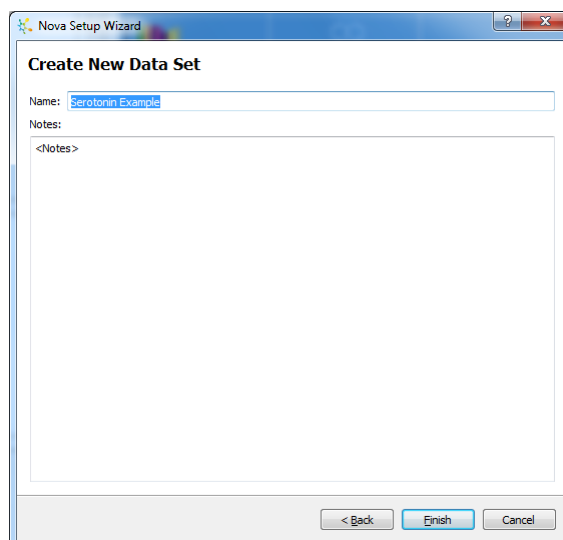 Nova Setup Wizard
Create New Data Set
Name: Serotonin Example
Notes:
<Notes>
< Back Finish Cancel